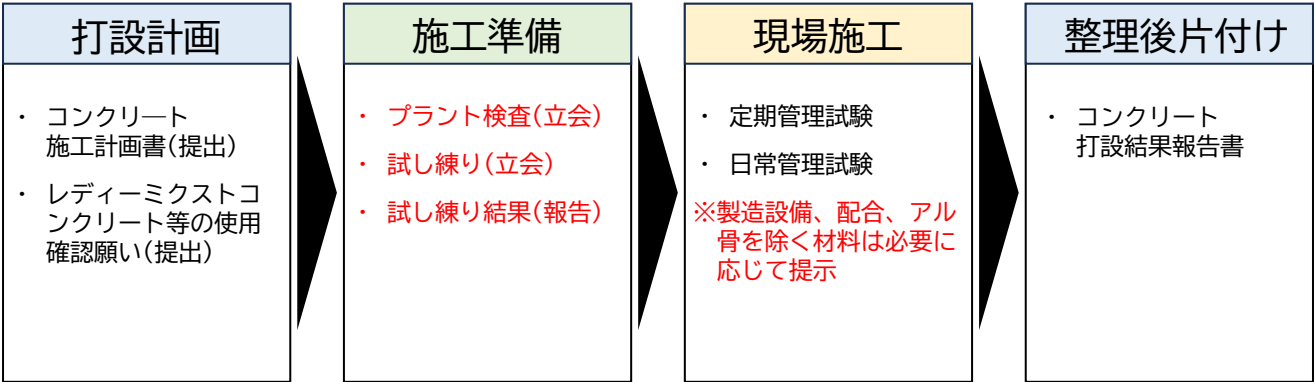 打設計画
・ コンクリ―ト
施工計画書(提出)
・ レディーミクストコ
ンクリート等の使用
確認願い(提出)
施工準備
・ プラント検査(立会)
・ 試し練り(立会)
・ 試し練り結果(報告)
現場施工
・ 定期管理試験
・ 日常管理試験
※製造設備、配合、アル
骨を除く材料は必要に
応じて提示
整理後片付け
・ コンクリート
打設結果報告書